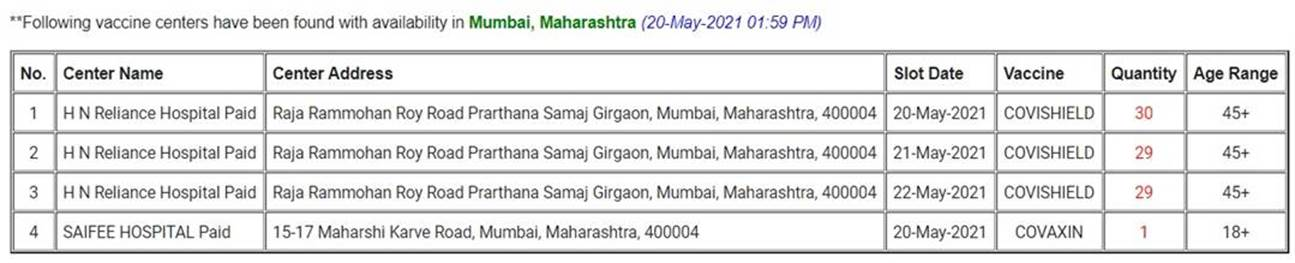 **Following vaccine centers have been found with availability in Mumbai, Maharashtra (20-May-2021 01:59 PM)
No. Center Name Center Address Slot Date Vaccine Quantity Age Range
1 H N Reliance Hospital Paid Raja Rammohan Roy Road Prarthana Samaj Girgaon, Mumbai, Maharashtra, 400004 20-May-2021 COVISHIELD 30 45+
2 H N Reliance Hospital Paid Raja Rammohan Roy Road Prarthana Samaj Girgaon, Mumbai, Maharashtra, 400004 21-May-2021 COVISHIELD 29 45+
3 H N Reliance Hospital Paid Raja Rammohan Roy Road Prarthana Samaj Girgaon, Mumbai, Maharashtra, 400004 22-May-2021 COVISHIELD 29 45+
4 SAIFEE HOSPITAL Paid 15-17 Maharshi Karve Road, Mumbai, Maharashtra, 400004 20-May-2021 COVAXIN 1 18+